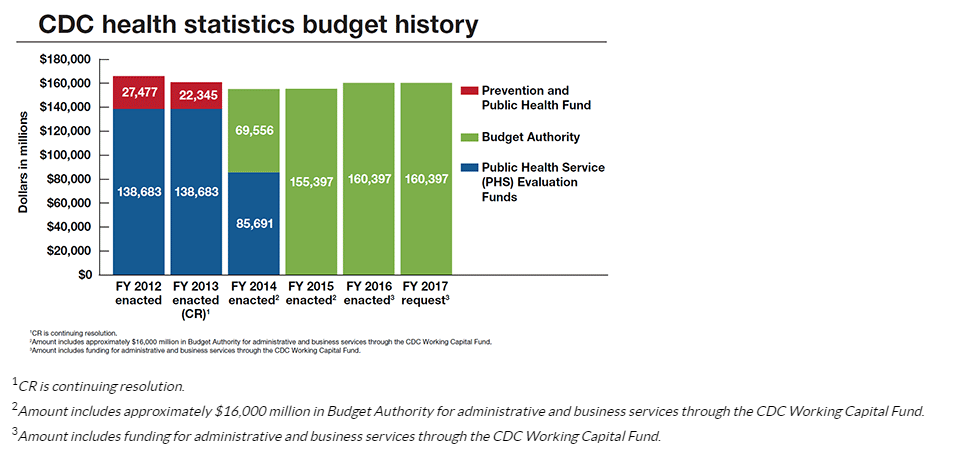 CDC health statistics budget history
Dollars in millions
$180,000
$160,000
$140,000
$120,000
$100,000
$80,000
$60,000
$40,000
$20,000
$0
27,477
138,683
22,345
138,683
69,556
85,691
155,397
160,397
160,397
FY 2012
enacted
FY 2013
enacted
(CR)¹
FY 2014
enacted²
FY 2015
enacted²
FY 2016
enacted³
FY 2017
request³
Prevention and
Public Health Fund
Budget Authority
Public Health Service
(PHS) Evaluation
Funds
¹CR is continuing resolution.
²Amount includes approximately $16,000 million in Budget Authority for administrative and business services through the CDC Working Capital Fund.
³Amount includes funding for administrative and business services through the CDC Working Capital Fund.
¹CR is continuing resolution.
²Amount includes approximately $16,000 million in Budget Authority for administrative and business services through the CDC Working Capital Fund.
³Amount includes funding for administrative and business services through the CDC Working Capital Fund.